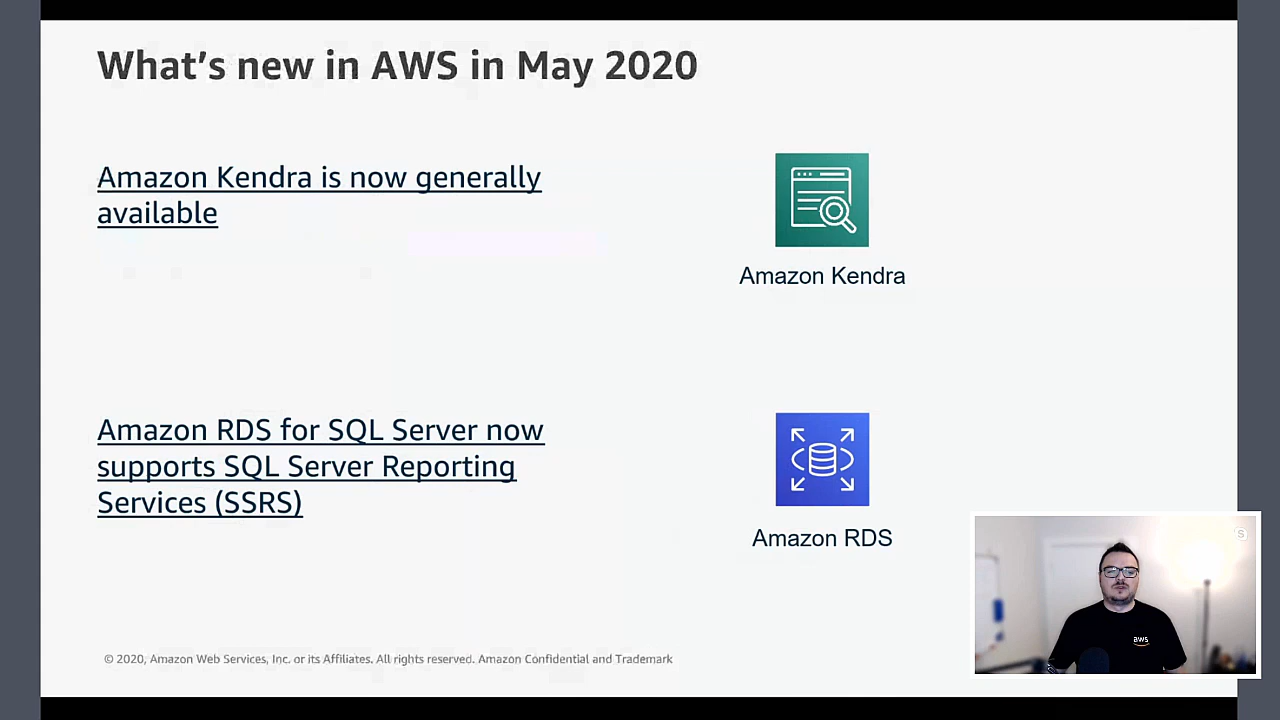 What’s new in AWS in May 2020
Amazon Kendra is now generally
available
Amazon Kendra
Amazon RDS for SQL Server now
supports SQL Server Reporting
Services (SSRS)
Amazon RDS
S
aws
© 2020, Amazon Web Services, Inc. or its Affiliates. All rights reserved. Amazon Confidential and Trademark